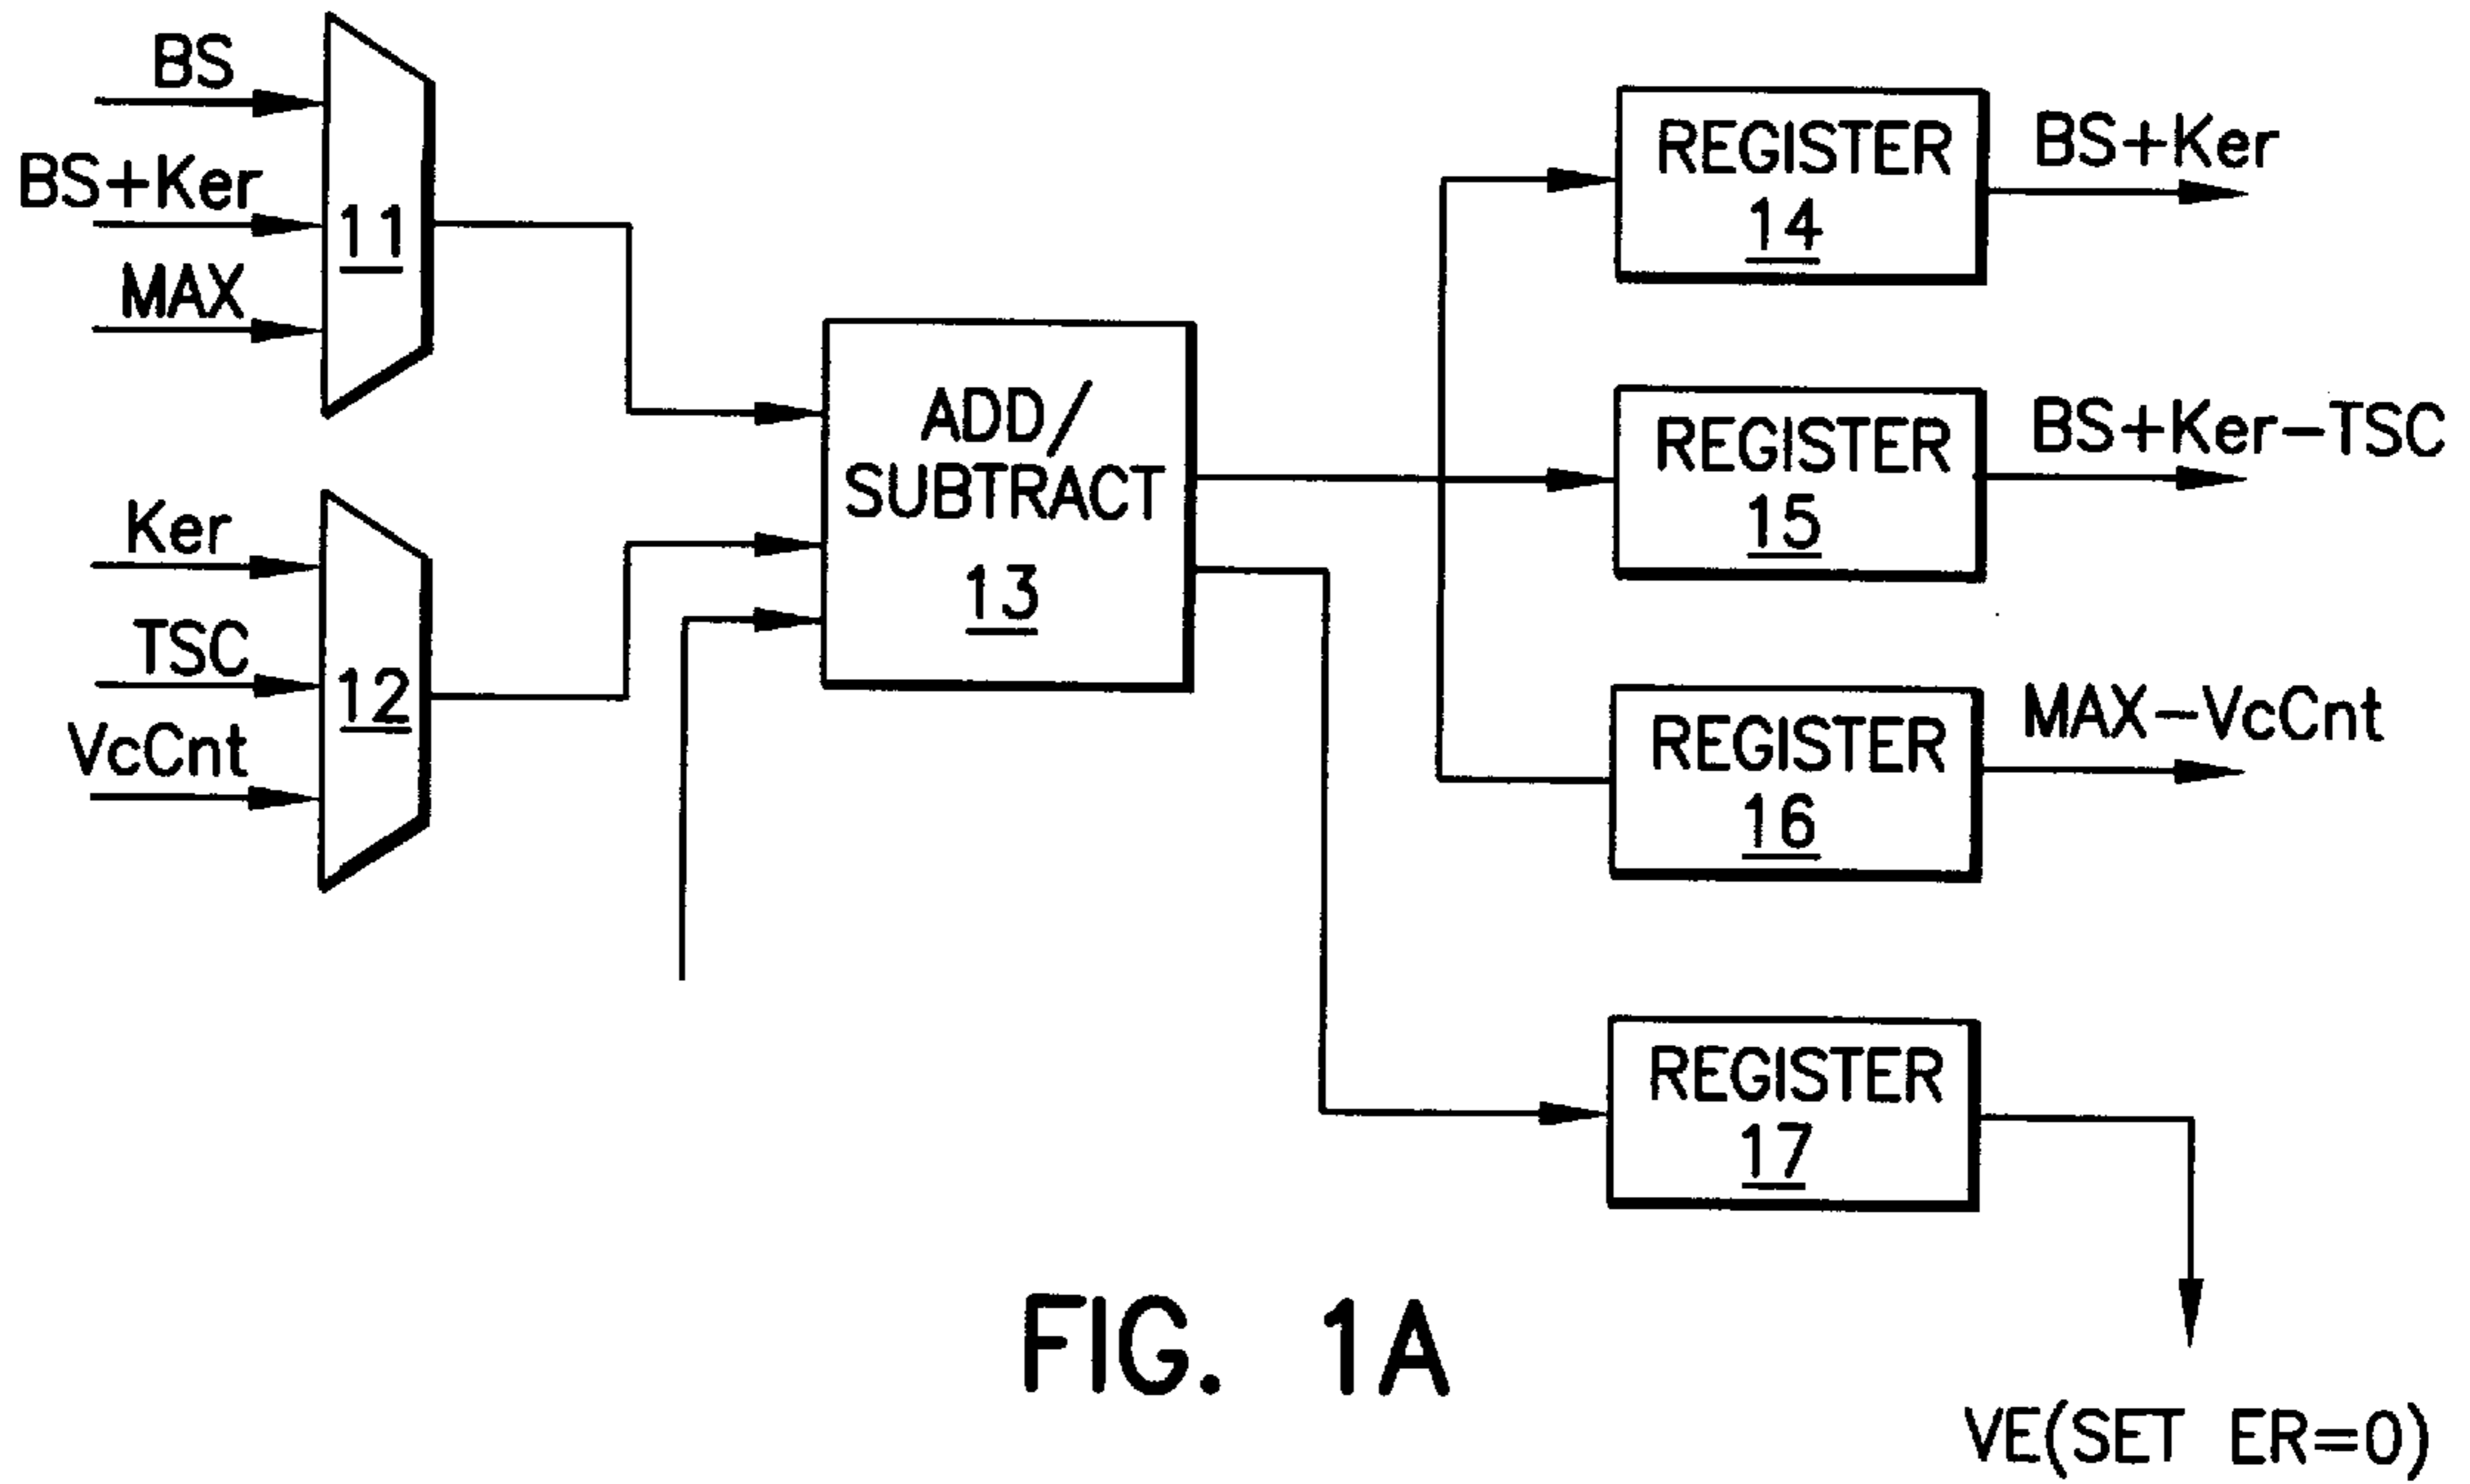 BS
BS+Ker
MAX
11
Ker
TSC
VcCnt
12
ADD/
SUBTRACT
13
REGISTER
14
BS+Ker
REGISTER
15
BS+Ker-TSC
REGISTER
16
MAX-VcCnt
REGISTER
17
VE(SET ER=0)
FIG. 1A